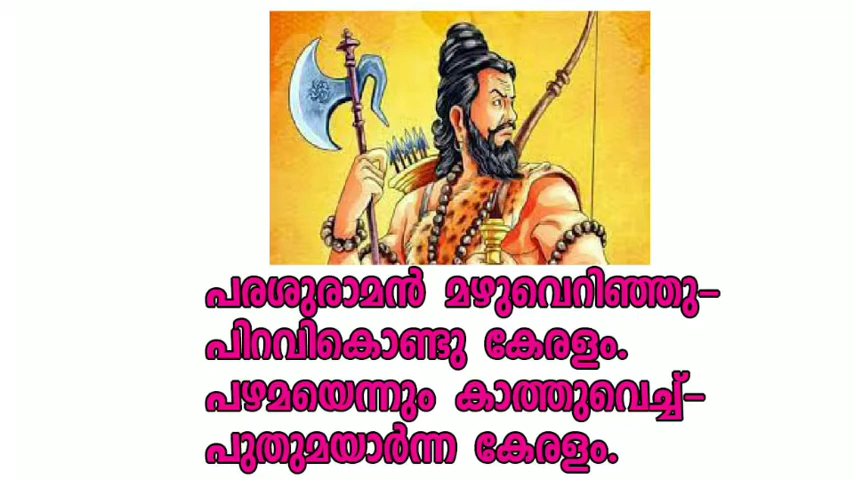 പരശുരാമൻ മഴുവെറിഞ്ഞു-
പിറവികൊണ്ടു കേരളം.
പഴമയെന്നും കാത്തുവെച്ച്-
പുതുമയാർന്ന കേരളം.